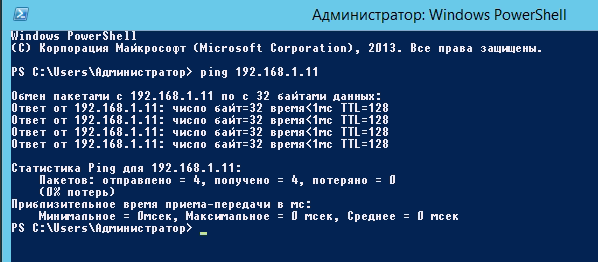 Администратор: Windows PowerShell
Windows PowerShell
(C) Корпорация Майкрософт (Microsoft Corporation), 2013. Все права защищены.
PS C:\Users\Администратор> ping 192.168.1.11
Обмен пакетами с 192.168.1.11 по с 32 байтами данных:
Ответ от 192.168.1.11: число байт=32 время<1мс TTL=128
Ответ от 192.168.1.11: число байт=32 время<1мс TTL=128
Ответ от 192.168.1.11: число байт=32 время<1мс TTL=128
Ответ от 192.168.1.11: число байт=32 время<1мс TTL=128
Статистика Ping для 192.168.1.11:
Пакетов: отправлено = 4, получено = 4, потеряно = 0
(0% потерь)
Приблизительное время приема-передачи в мс:
Минимальное = 0мсек, Максимальное = 0 мсек, Среднее = 0 мсек
PS C:\Users\Администратор> _